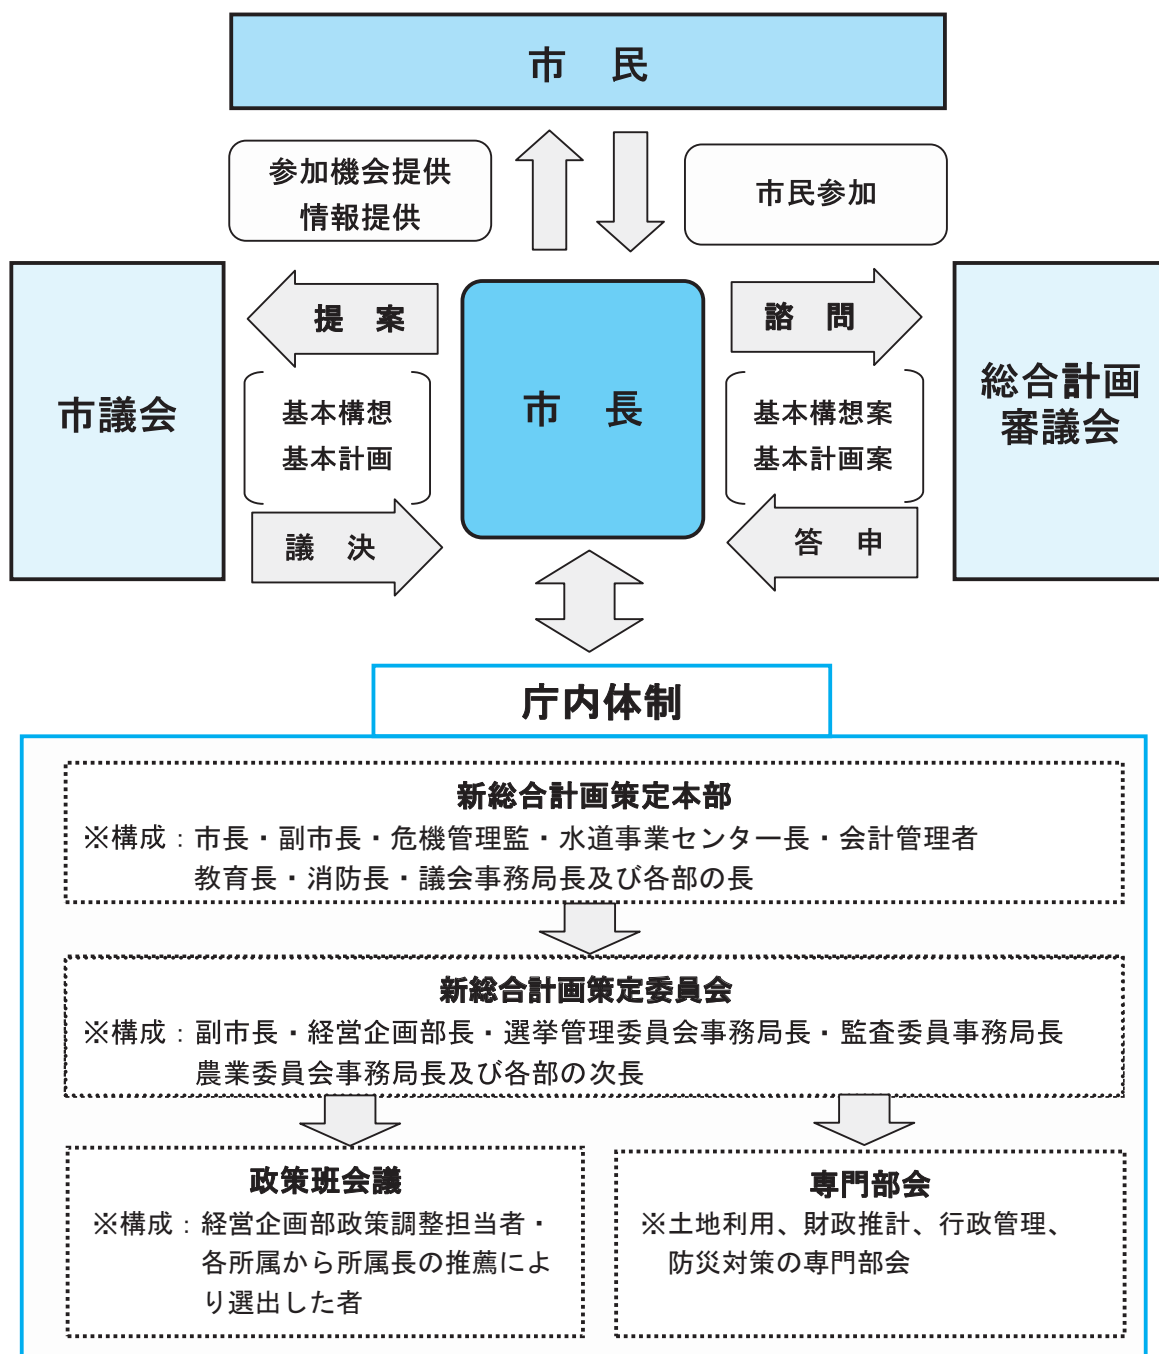 市　民
参加機会提供
情報提供
市民参加
提　案
諮　問
市議会
基本構想
基本計画
市　長
基本構想案
基本計画案
総合計画
審議会
議　決
答　申
庁内体制
新総合計画策定本部
※構成：市長・副市長・危機管理監・水道事業センター長・会計管理者
教育長・消防長・議会事務局長及び各部の長
新総合計画策定委員会
※構成：副市長・経営企画部長・選挙管理委員会事務局長・監査委員事務局長
農業委員会事務局長及び各部の次長
政策班会議
※構成：経営企画部政策調整担当者・
各所属から所属長の推薦によ
り選出した者
専門部会
※土地利用、財政推計、行政管理、
防災対策の専門部会